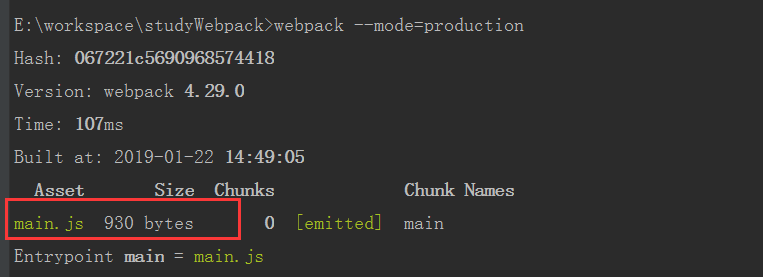 E:\workspace\studyWebpack>webpack --mode=production
Hash: 067221c5690968574418
Version: webpack 4.29.0
Time: 107ms
Built at: 2019-01-22 14:49:05
Asset Size Chunks Chunk Names
main.js 930 bytes 0 [emitted] main
Entrypoint main = main.js